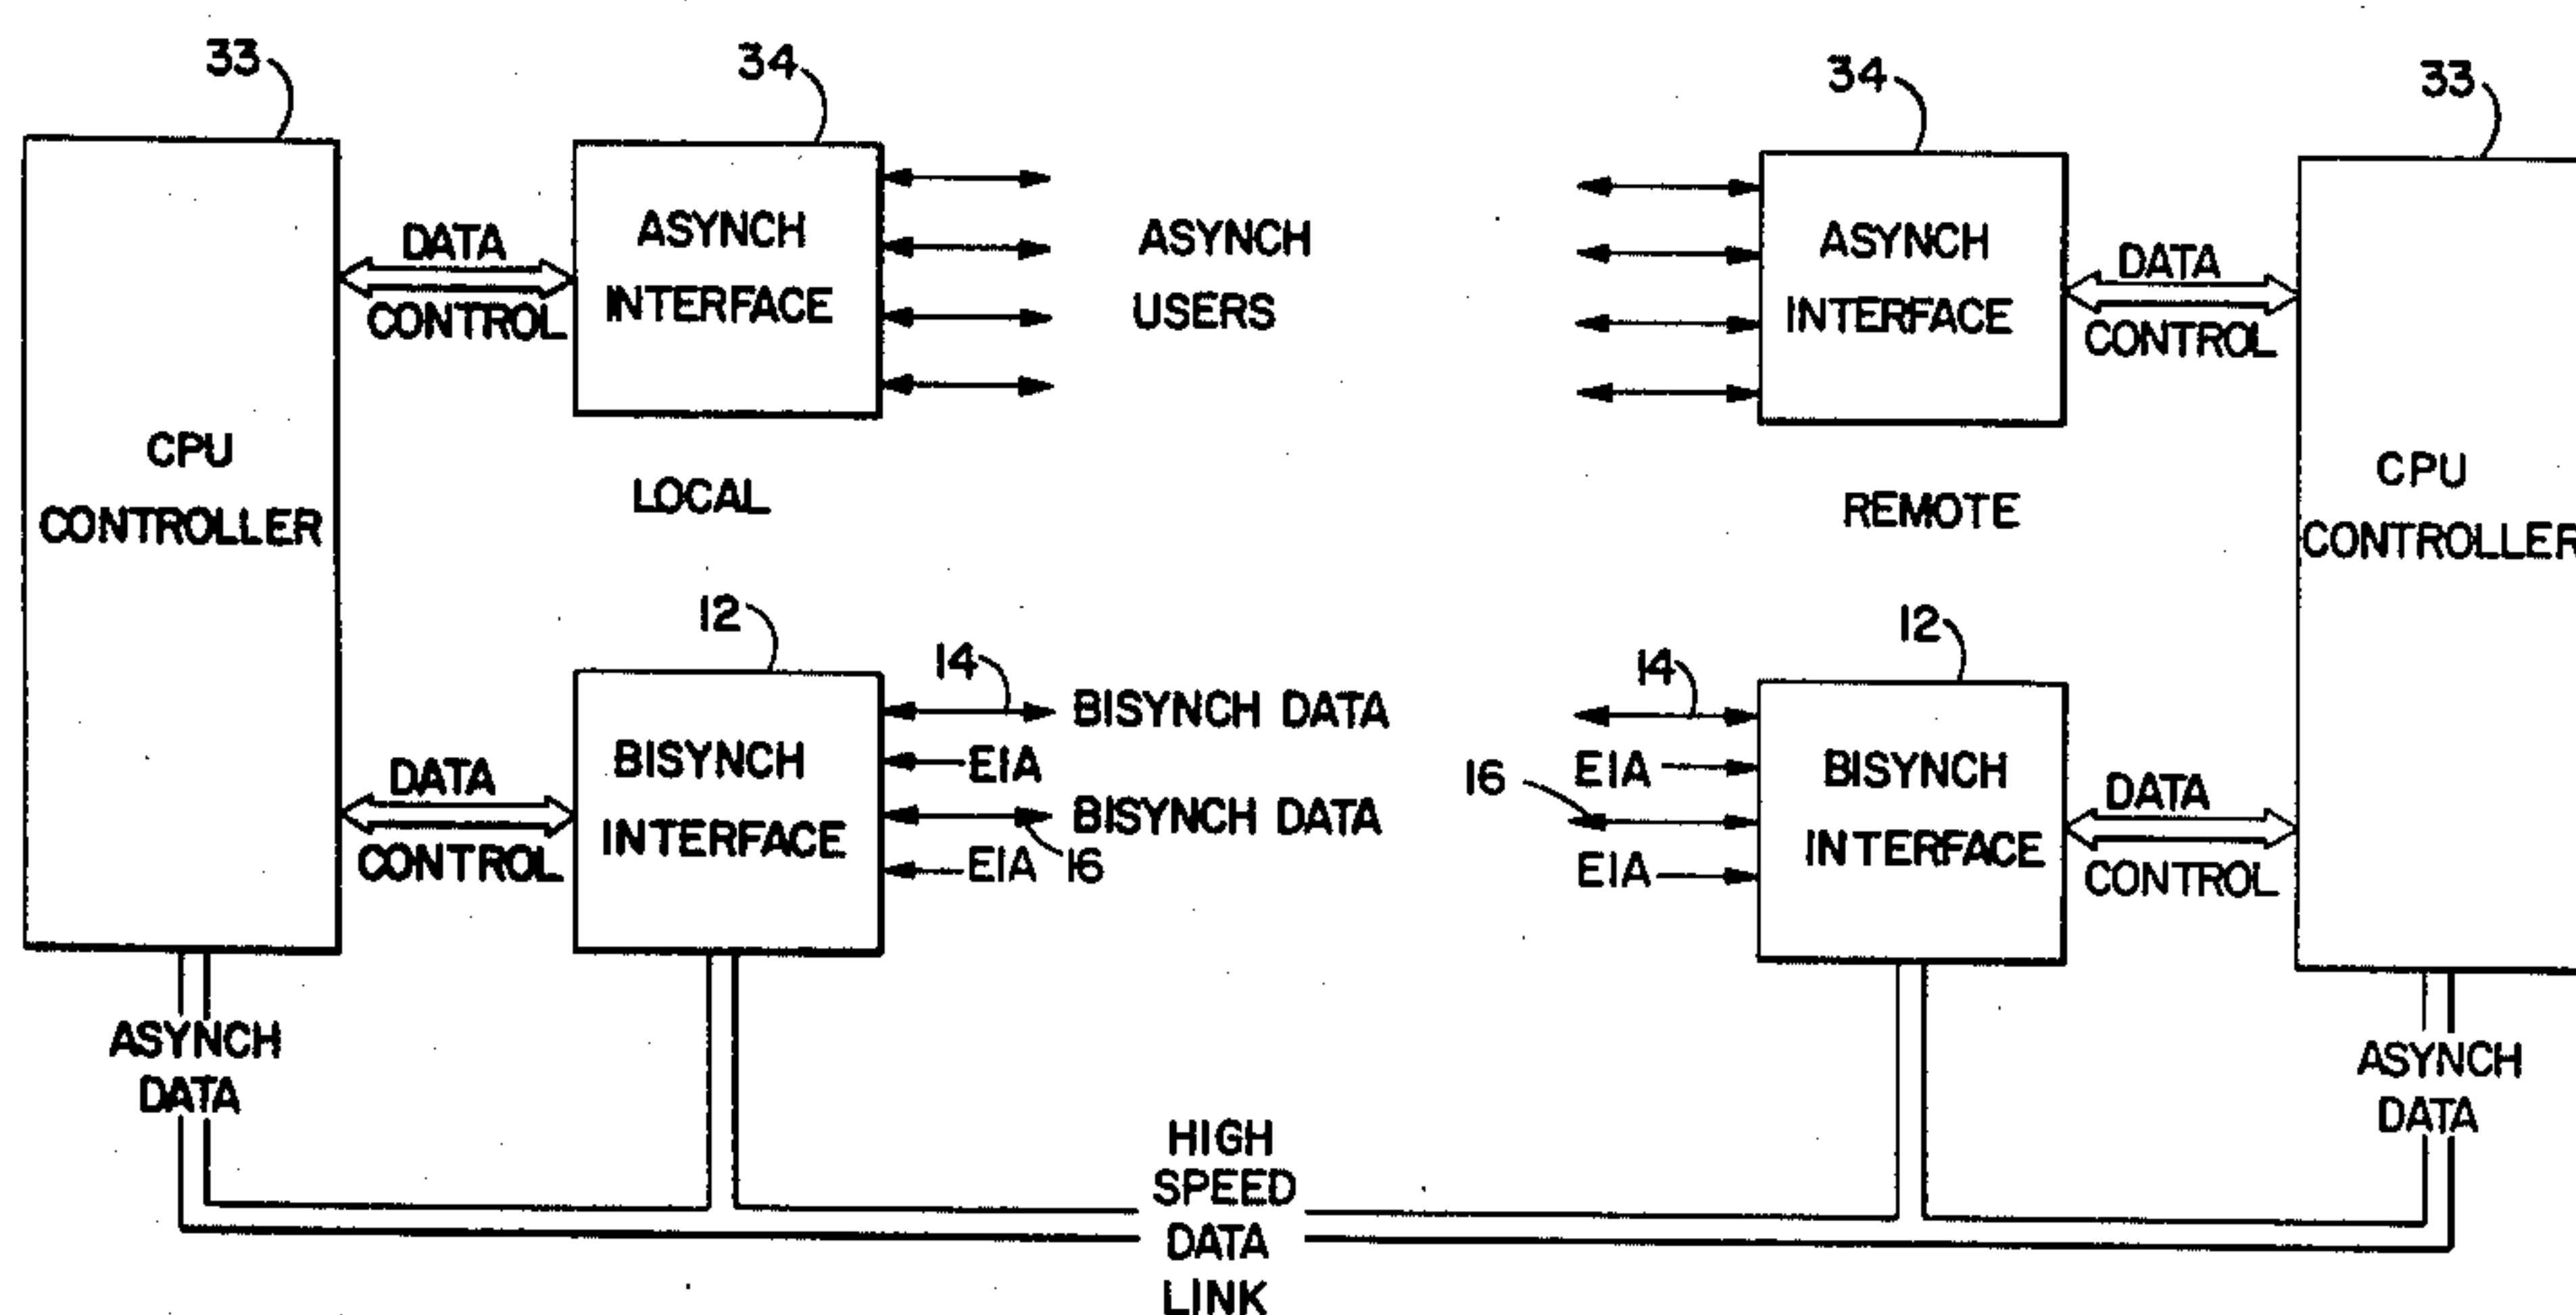 33
34
34
33
DATA
CONTROL
ASYNCH
INTERFACE
ASYNCH
USERS
ASYNCH
INTERFACE
DATA
CONTROL
CPU
CONTROLLER
LOCAL
REMOTE
CPU
CONTROLLER
12
14
BISYNCH DATA
EIA
BISYNCH DATA
EIA 16
DATA
CONTROL
BISYNCH
INTERFACE
14
12
EIA
16
EIA
BISYNCH
INTERFACE
DATA
CONTROL
ASYNCH
DATA
HIGH
SPEED
DATA
LINK
ASYNCH
DATA